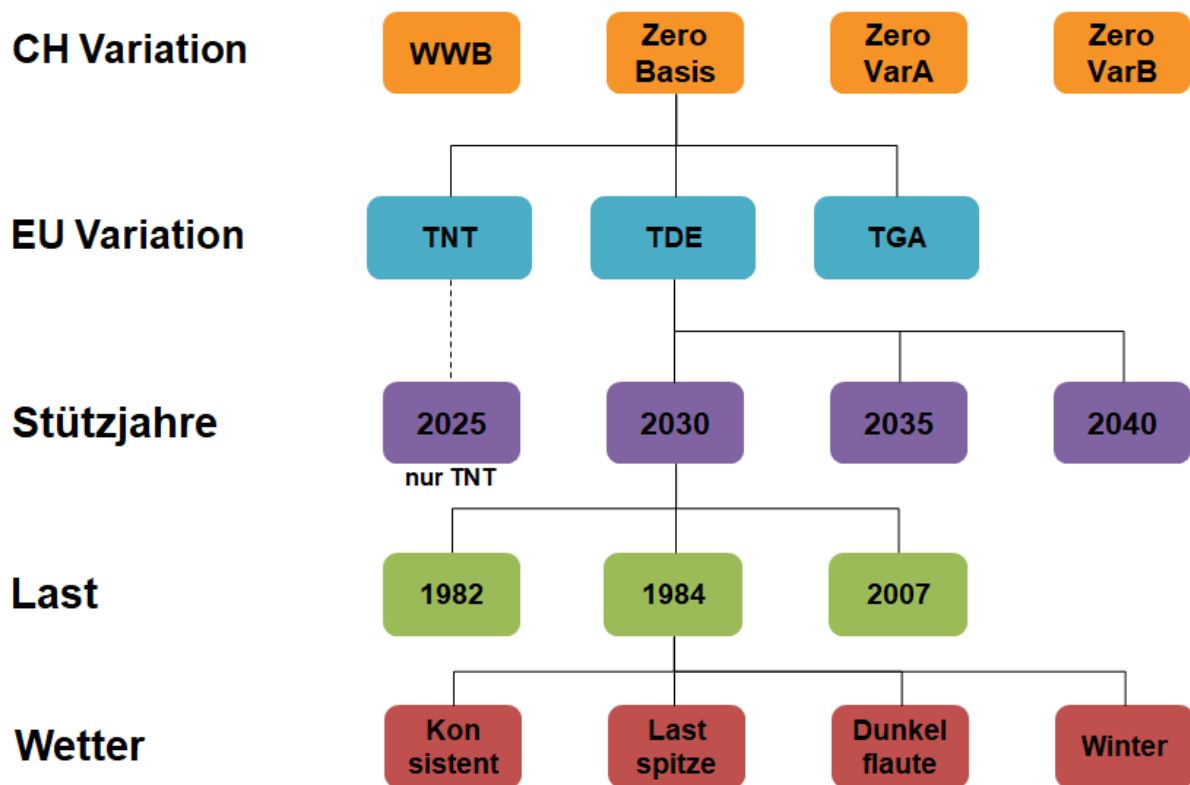 CH Variation
WWB
Zero
Basis
Zero
VarA
Zero
VarB
EU Variation
TNT
TDE
TGA
Stützjahre
2025
2030
2035
2040
nur TNT
Last
1982
1984
2007
Wetter
Kon
sistent
Last
spitze
Dunkel
flaute
Winter